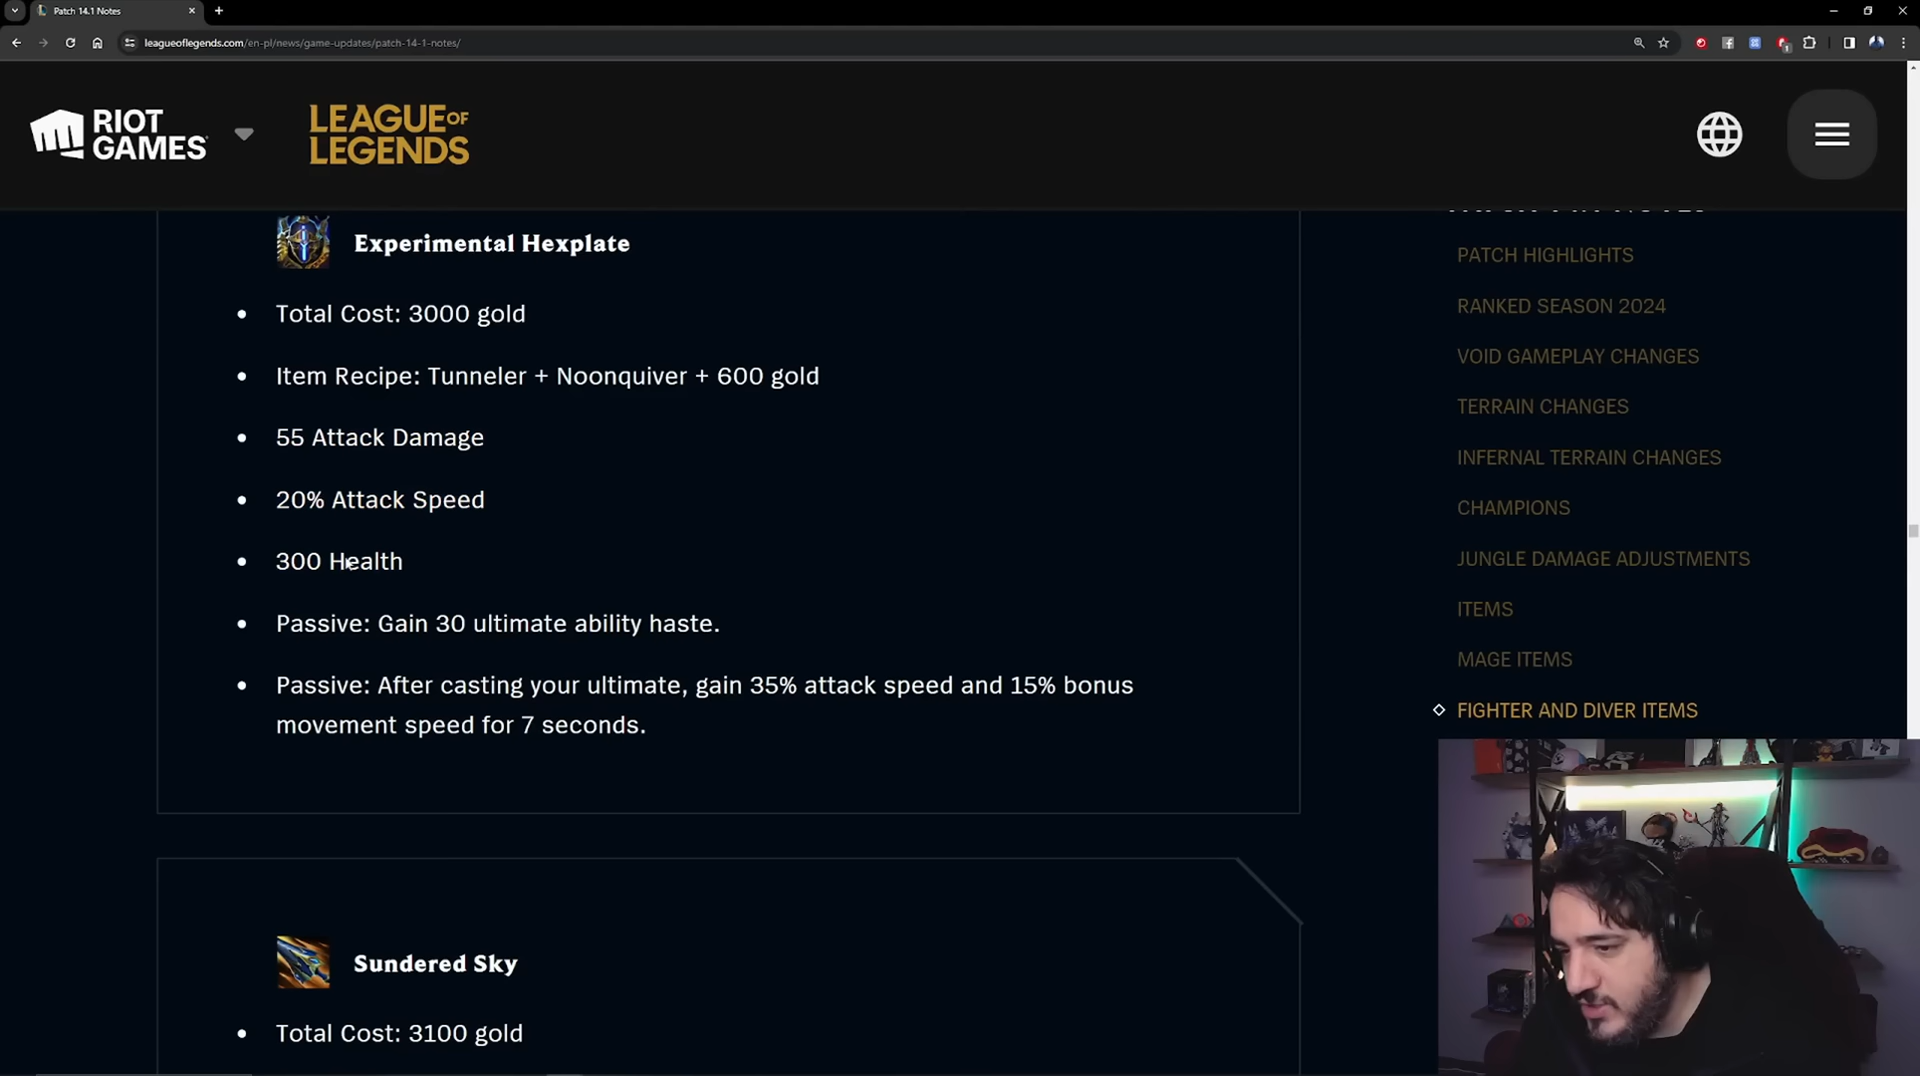 Patch 14.1 Notes
leagueoflegends.com/en-pl/news/game-updates/patch-14-1-notes/
RIOT GAMES
LEAGUE OF LEGENDS
Experimental Hexplate
Total Cost: 3000 gold
Item Recipe: Tunneler + Noonquiver + 600 gold
55 Attack Damage
20% Attack Speed
300 Health
Passive: Gain 30 ultimate ability haste.
Passive: After casting your ultimate, gain 35% attack speed and 15% bonus
movement speed for 7 seconds.
Sundered Sky
Total Cost: 3100 gold
PATCH HIGHLIGHTS
RANKED SEASON 2024
VOID GAMEPLAY CHANGES
TERRAIN CHANGES
INFERNAL TERRAIN CHANGES
CHAMPIONS
JUNGLE DAMAGE ADJUSTMENTS
ITEMS
MAGE ITEMS
FIGHTER AND DIVER ITEMS